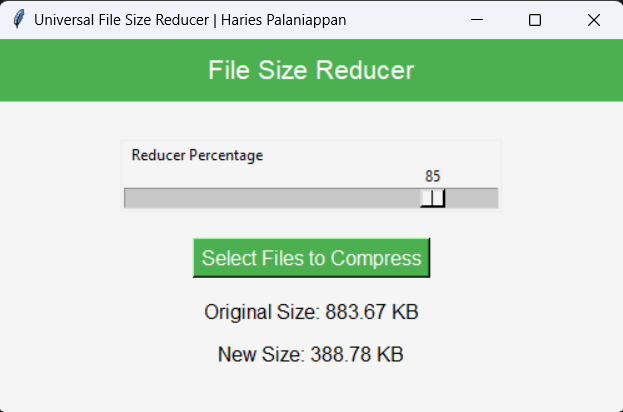 Universal File Size Reducer | Haries Palaniappan
File Size Reducer
Reducer Percentage
85
Select Files to Compress
Original Size: 883.67 KB
New Size: 388.78 KB